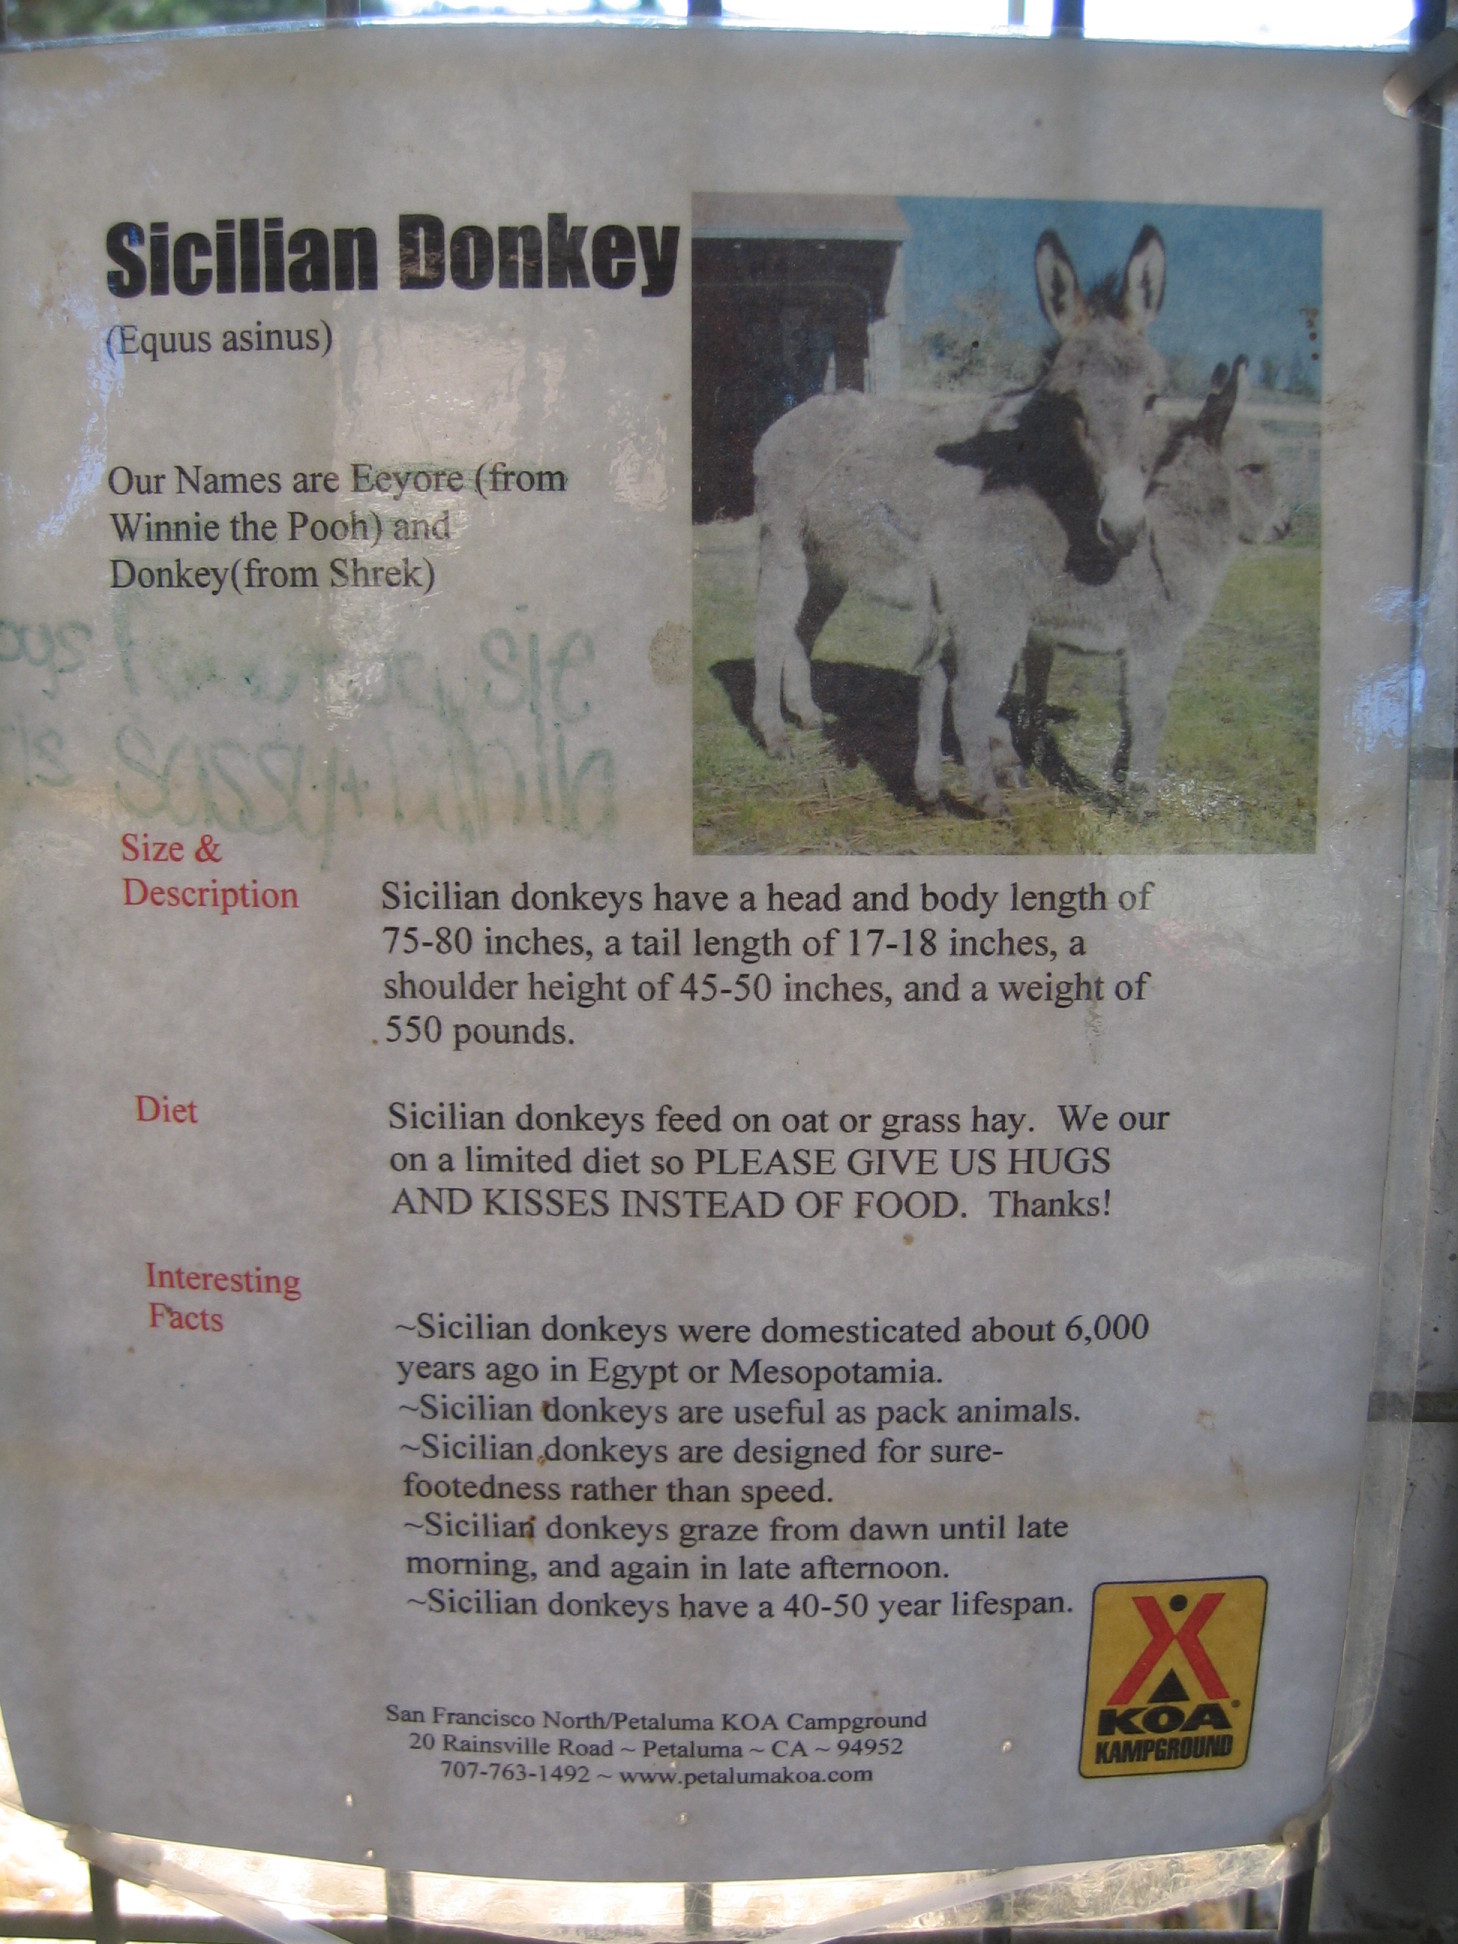 Sicilian Donkey
(Equus asinus)
Our Names are Eeyore (from
Winnie the Pooh) and
Donkey(from Shrek)
Size &
Description
Sicilian donkeys have a head and body length of
75-80 inches, a tail length of 17-18 inches, a
shoulder height of 45-50 inches, and a weight of
550 pounds.
Diet
Sicilian donkeys feed on oat or grass hay. We our
on a limited diet so PLEASE GIVE US HUGS
AND KISSES INSTEAD OF FOOD. Thanks!
Interesting
Facts
~Sicilian donkeys were domesticated about 6,000
years ago in Egypt or Mesopotamia.
~Sicilian donkeys are useful as pack animals.
~Sicilian donkeys are designed for sure-
footedness rather than speed.
~Sicilian donkeys graze from dawn until late
morning, and again in late afternoon.
~Sicilian donkeys have a 40-50 year lifespan.
San Francisco North/Petaluma KOA Campground
20 Rainsville Road ~ Petaluma ~ CA ~ 94952
707-763-1492 ~ www.petalumakoa.com
KOA
KAMPGROUND